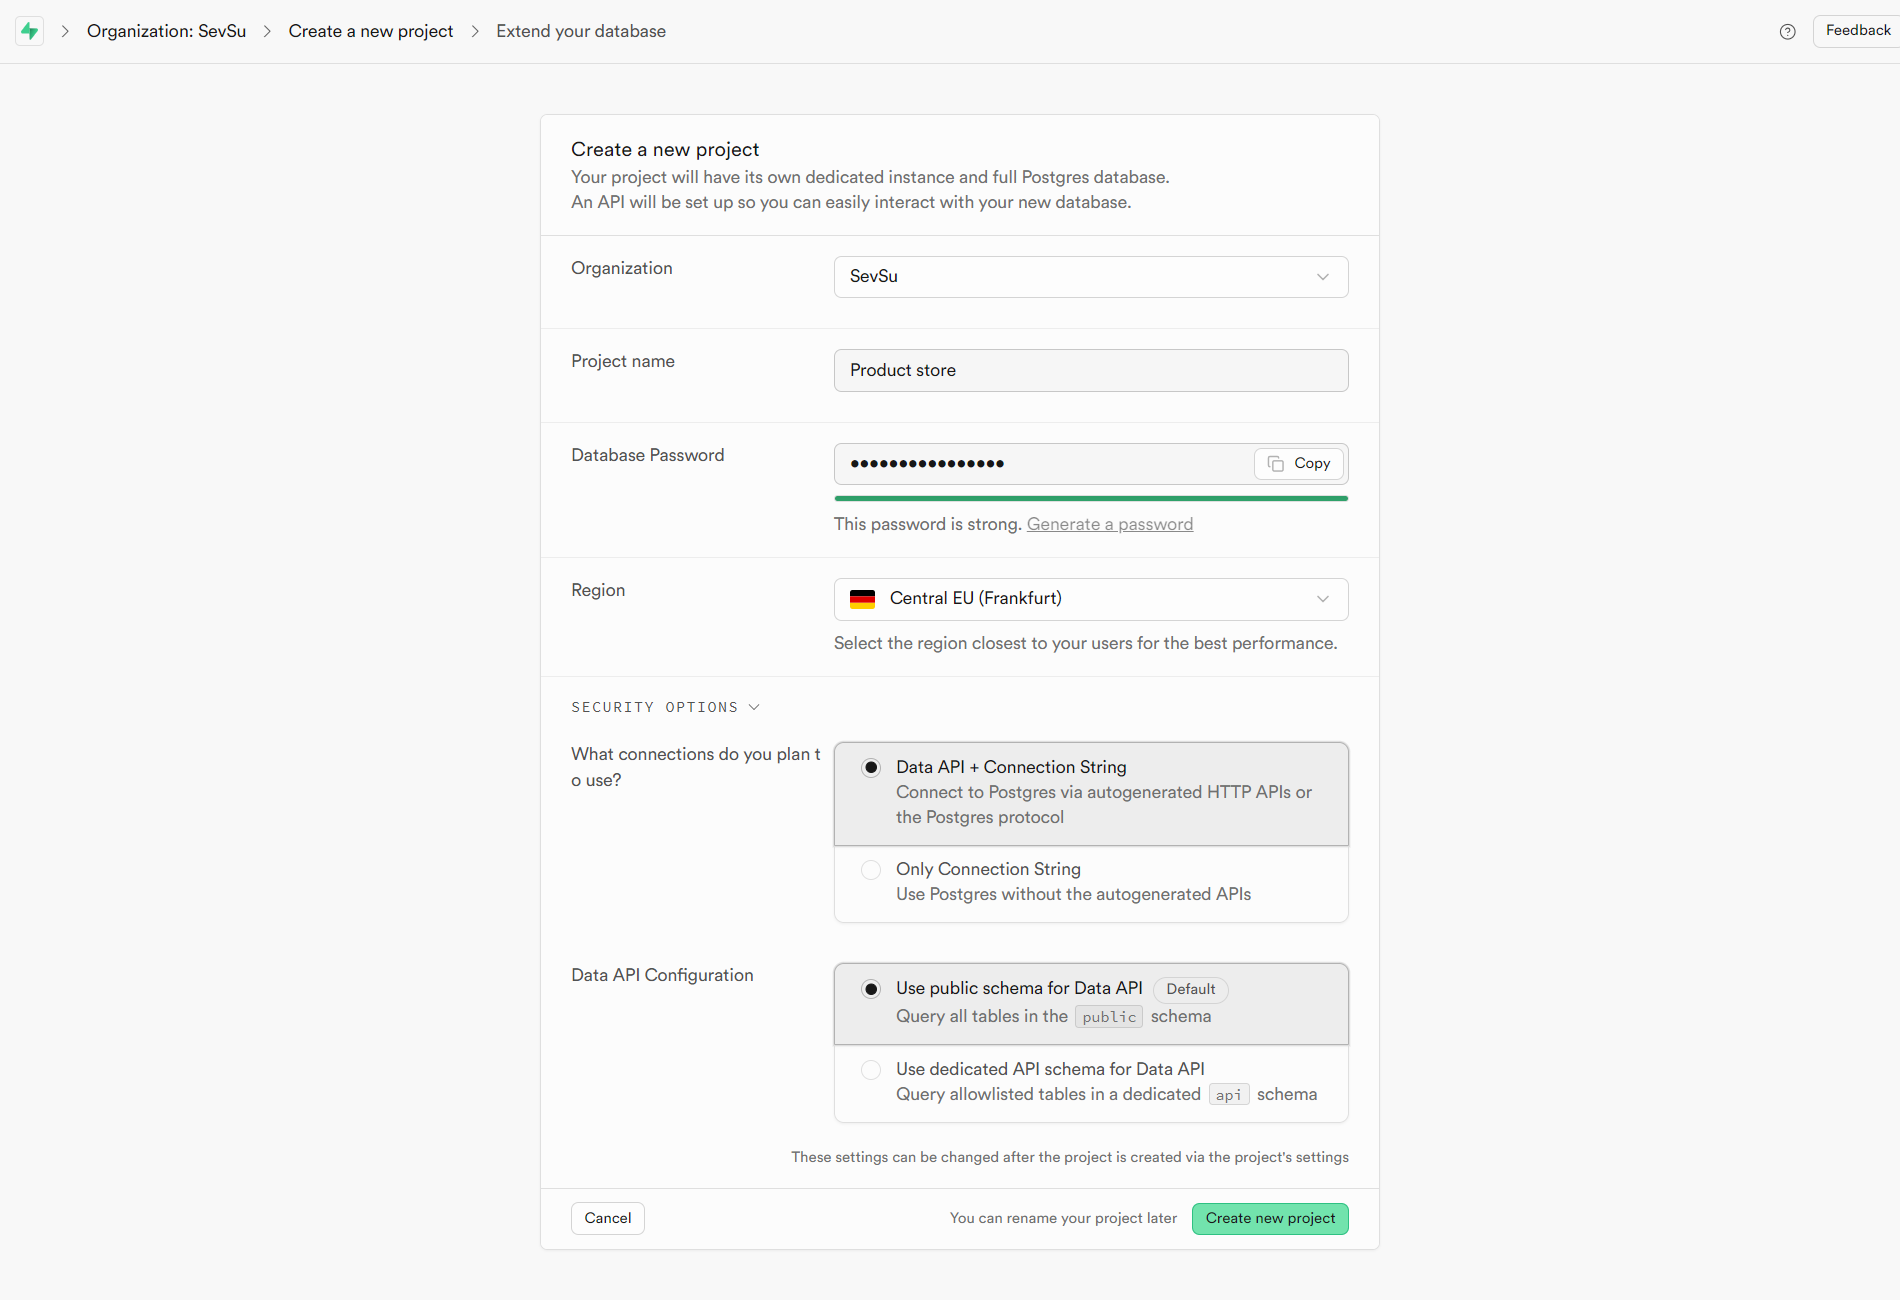 Organization: SevSu
Create a new project
Extend your database
Feedback
Create a new project
Your project will have its own dedicated instance and full Postgres database.
An API will be set up so you can easily interact with your new database.
Organization
SevSu
Project name
Product store
Database Password
••••••••••••••••
Copy
This password is strong. Generate a password
Region
Central EU (Frankfurt)
Select the region closest to your users for the best performance.
SECURITY OPTIONS
What connections do you plan t
o use?
Data API + Connection String
Connect to Postgres via autogenerated HTTP APIs or
the Postgres protocol
Only Connection String
Use Postgres without the autogenerated APIs
Data API Configuration
Use public schema for Data API Default
Query all tables in the public schema
Use dedicated API schema for Data API
Query allowlisted tables in a dedicated api schema
These settings can be changed after the project is created via the project's settings
Cancel
You can rename your project later
Create new project